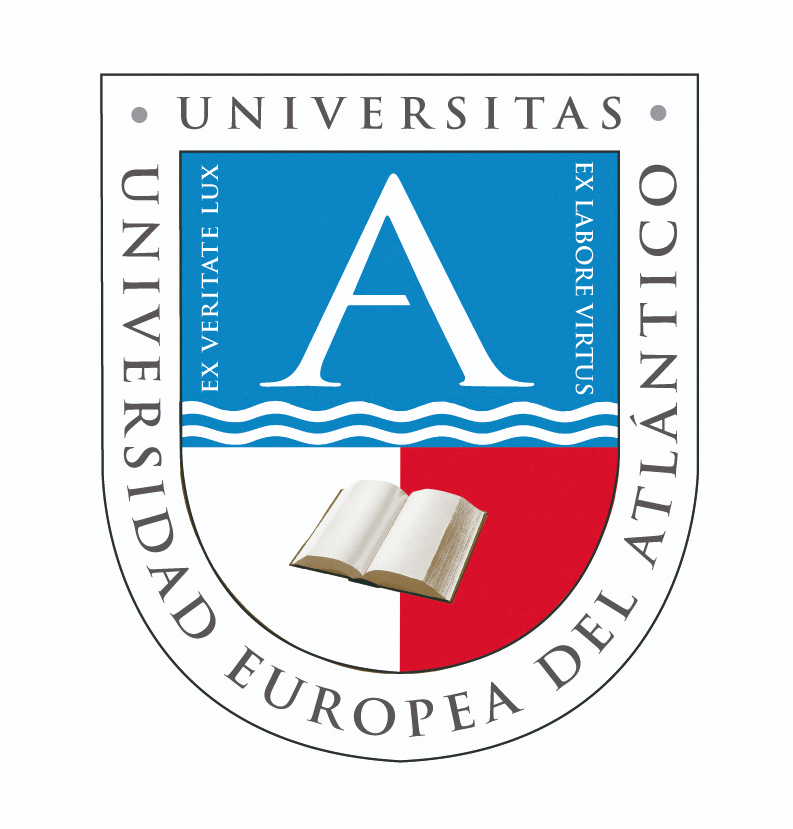 • UNIVERSITAS •
UNIVERSIDAD EUROPEA DEL ATLÁNTICO
EX VERITATE LUX
A
EX LABORE VIRTUS